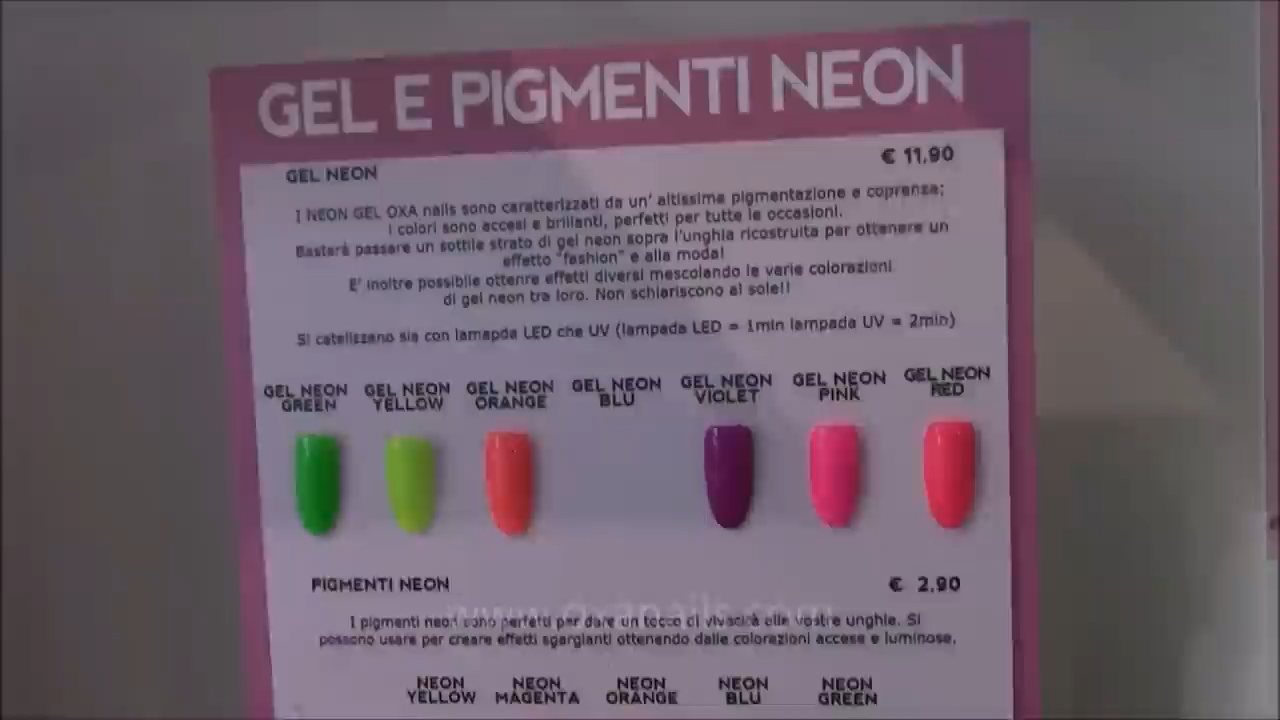 GEL E PIGMENTI NEON
GEL NEON € 11,90
I NEON GEL OXA nails sono caratterizzati da un' altissima pigmentazione e coprenza;
i colori sono accesi e brillanti, perfetti per tutte le occasioni.
Basterà passare un sottile strato di gel neon sopra l'unghia ricostruita per ottenere un
effetto "fashion" e alla moda!
E' inoltre possibile ottenre effetti diversi mescolando le varie colorazioni
di gel neon tra loro. Non schiariscono al sole!!
Si catalizzano sia con lamapda LED che UV (lampada LED = 1min lampada UV = 2min)
GEL NEON GEL NEON GEL NEON GEL NEON GEL NEON GEL NEON GEL NEON
GREEN YELLOW ORANGE BLU VIOLET PINK RED
PIGMENTI NEON € 2,90
www.oxanails.com
I pigmenti neon sono perfetti per dare un tocco di vivacità alle vostre unghie. Si
possono usare per creare effetti sgargianti ottenendo delle colorazioni accese e luminose.
NEON NEON NEON NEON NEON
YELLOW MAGENTA ORANGE BLU GREEN